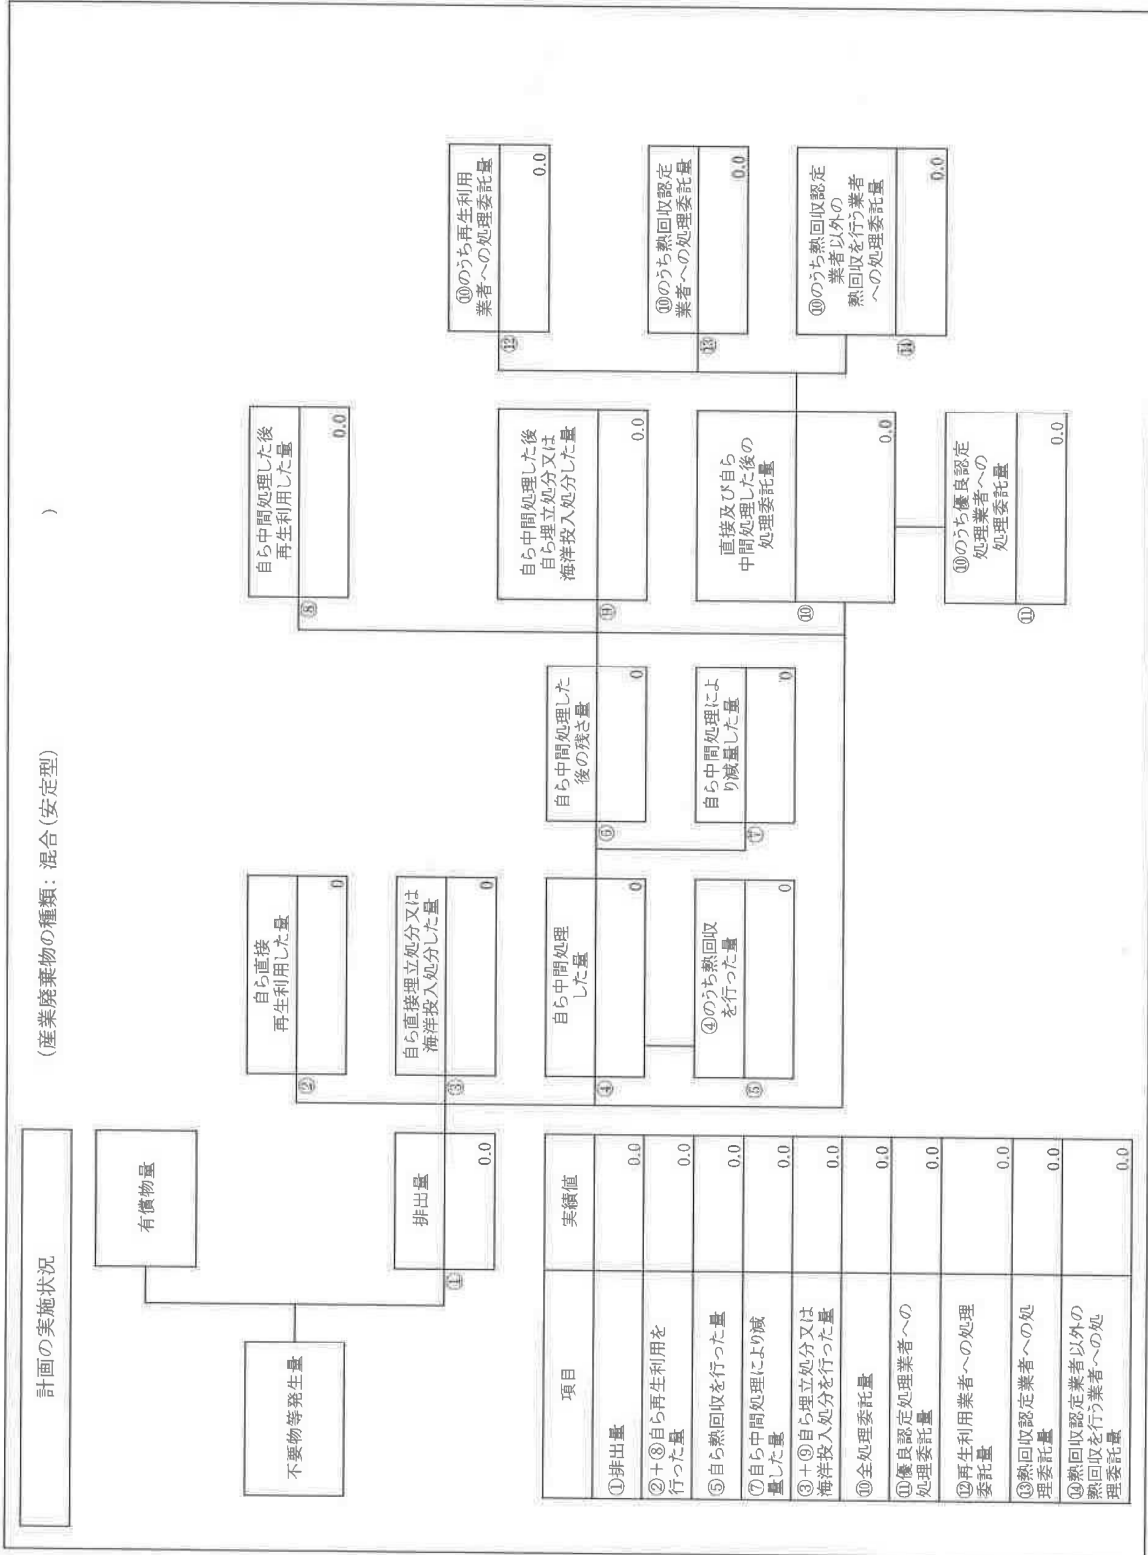 計画の実施状況
(産業廃棄物の種類: 混合(安定型)
)
不要物等発生量
有償物量
①
排出量
0.0
②
自ら直接
再生利用した量
0
③
自ら直接埋立処分又は
海洋投入処分した量
0
④
自ら中間処理
した量
0
⑤
④のうち熱回収
を行った量
0
⑥
自ら中間処理した
後の残さ量
0
⑦
自ら中間処理によ
り減量した量
0
⑧
自ら中間処理した後
再生利用した量
0.0
⑨
自ら中間処理した後
自ら埋立処分又は
海洋投入処分した量
0.0
⑩
直接及び自ら
中間処理した後の
処理委託量
0.0
⑪
⑩のうち優良認定
処理業者への
処理委託量
0.0
⑫
⑩のうち再生利用
業者への処理委託量
0.0
⑬
⑩のうち熱回収認定
業者への処理委託量
0.0
⑭
⑩のうち熱回収認定
業者以外の
熱回収を行う業者
への処理委託量
0.0
項目 実績値
①排出量 0.0
②+⑧自ら再生利用を
行った量 0.0
⑤自ら熱回収を行った量 0.0
⑦自ら中間処理により減
量した量 0.0
③+⑨自ら埋立処分又は
海洋投入処分を行った量 0.0
⑩全処理委託量 0.0
⑪優良認定処理業者への
処理委託量 0.0
⑫再生利用業者への処理
委託量 0.0
⑬熱回収認定業者への処
理委託量 0.0
⑭熱回収認定業者以外の
熱回収を行う業者への処
理委託量 0.0